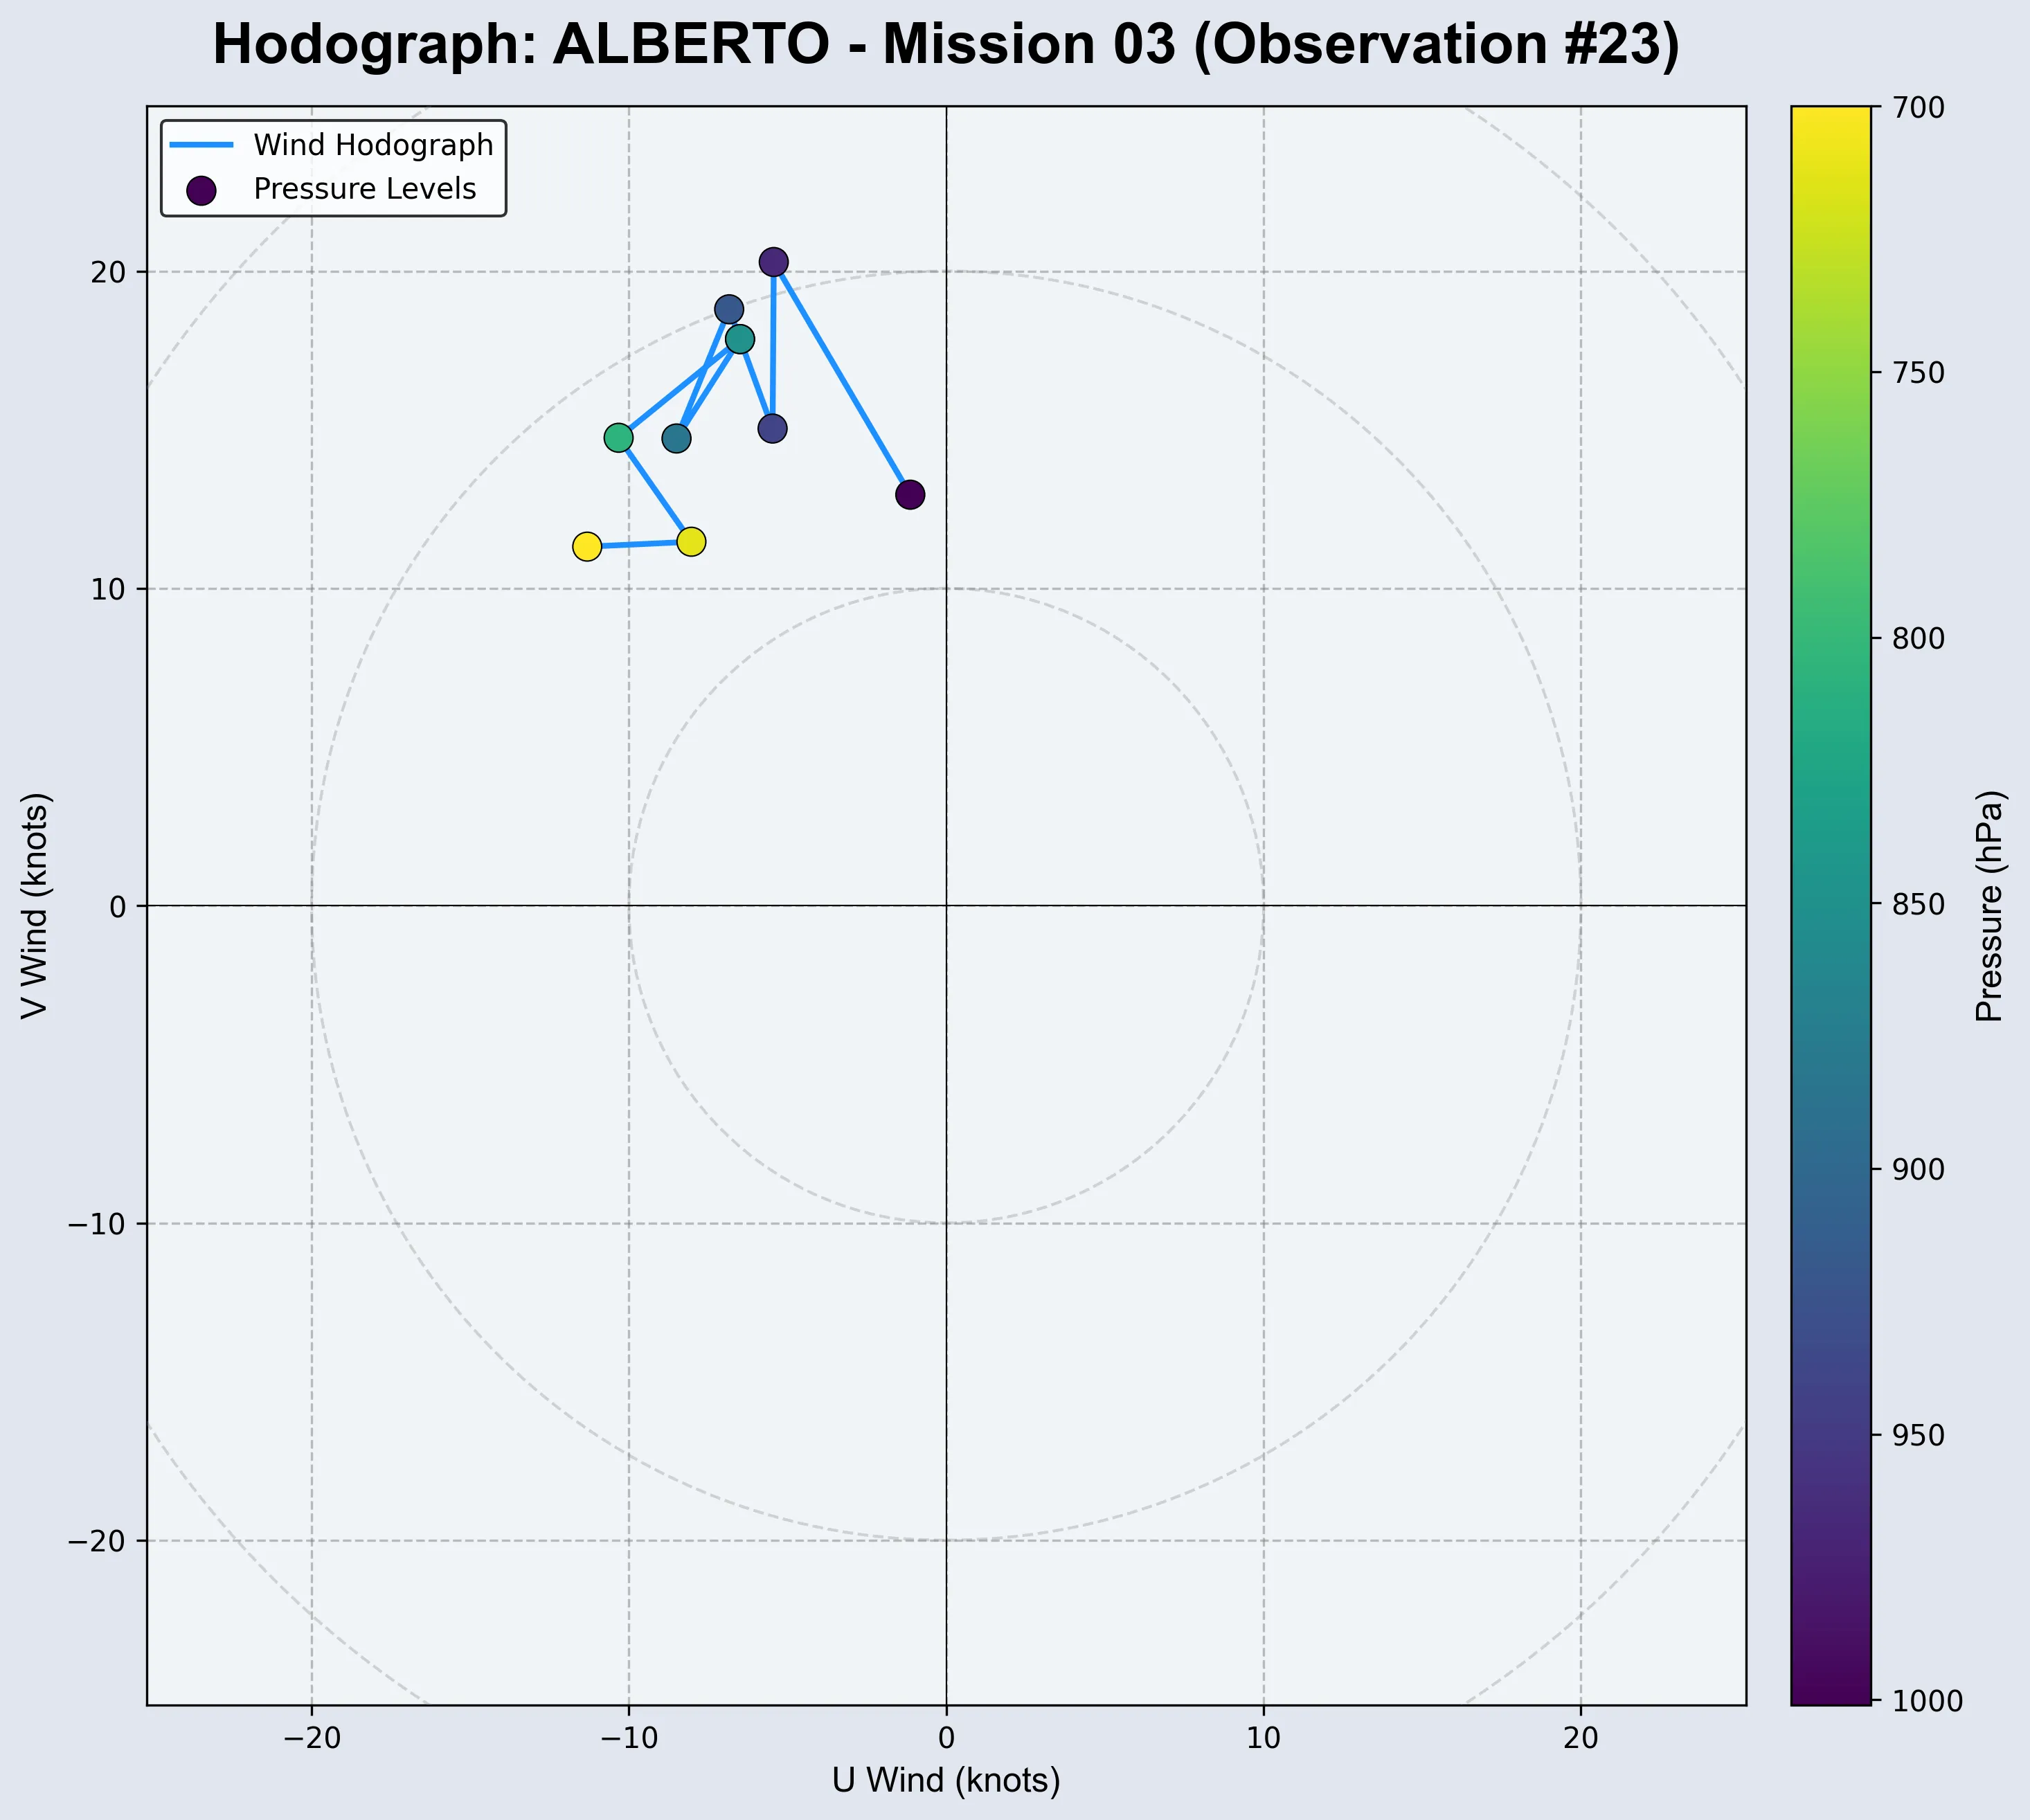 Hodograph: ALBERTO - Mission 03 (Observation #23)
Wind Hodograph
Pressure Levels
20
10
0
−10
−20
V Wind (knots)
−20
−10
0
10
20
U Wind (knots)
700
750
800
850
900
950
1000
Pressure (hPa)